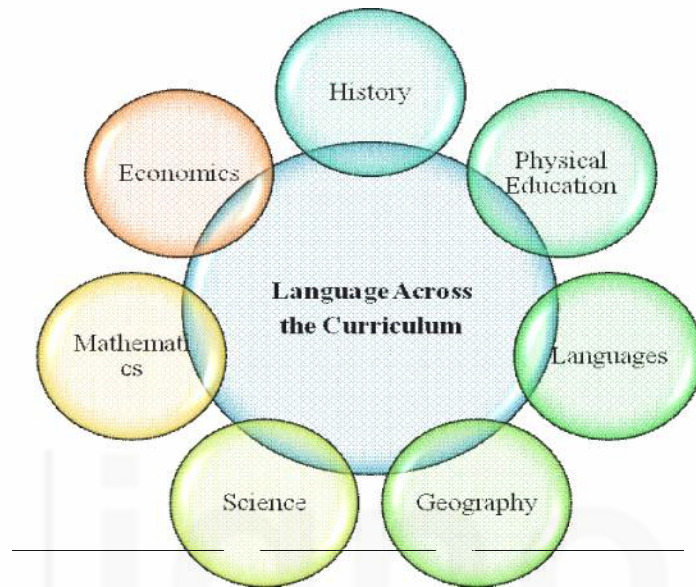 History
Physical
Education
Economics
Language Across
the Curriculum
Mathemati
cs
Languages
Science
Geography